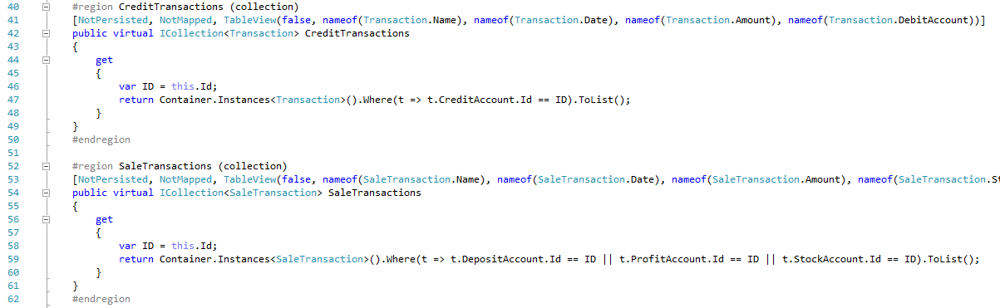 40 #region CreditTransactions (collection)
41 [NotPersisted, NotMapped, TableView(false, nameof(Transaction.Name), nameof(Transaction.Date), nameof(Transaction.Amount), nameof(Transaction.DebitAccount))]
42 public virtual ICollection<Transaction> CreditTransactions
43 {
44 get
45 {
46 var ID = this.Id;
47 return Container.Instances<Transaction>().Where(t => t.CreditAccount.Id == ID).ToList();
48 }
49 }
50 #endregion
51
52 #region SaleTransactions (collection)
53 [NotPersisted, NotMapped, TableView(false, nameof(SaleTransaction.Name), nameof(SaleTransaction.Date), nameof(SaleTransaction.Amount), nameof(SaleTransaction.St
54 public virtual ICollection<SaleTransaction> SaleTransactions
55 {
56 get
57 {
58 var ID = this.Id;
59 return Container.Instances<SaleTransaction>().Where(t => t.DepositAccount.Id == ID || t.ProfitAccount.Id == ID || t.StockAccount.Id == ID).ToList();
60 }
61 }
62 #endregion